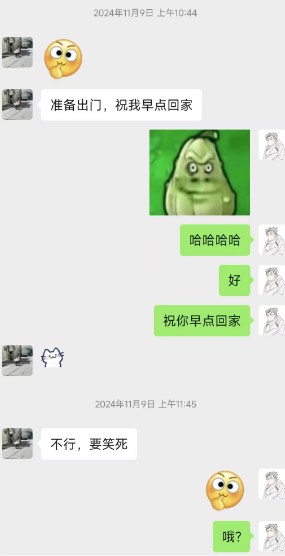 2024年11月9日 上午10:44
准备出门，祝我早点回家
哈哈哈哈
好
祝你早点回家
2024年11月9日 上午11:45
不行，要笑死
哦？